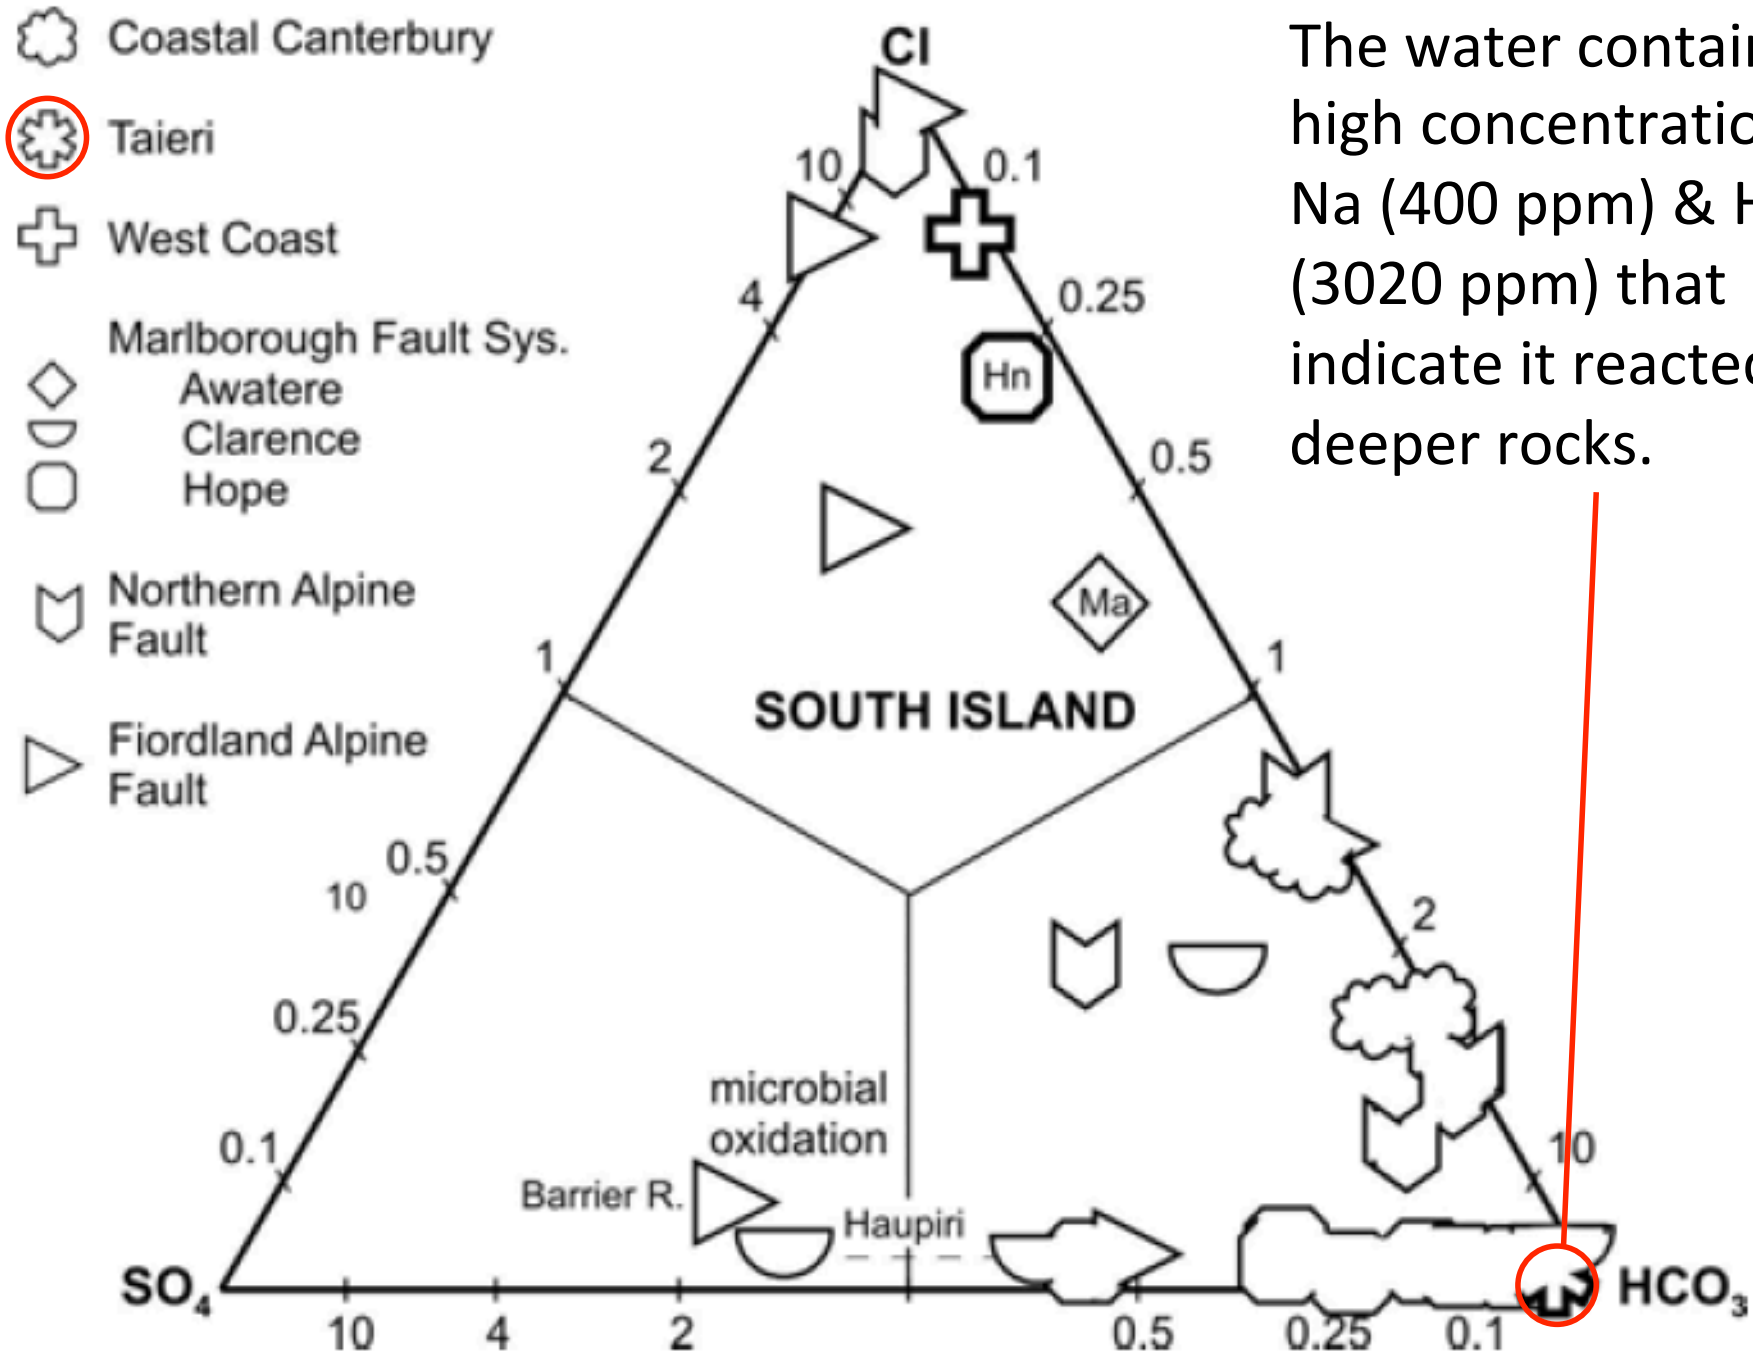 Coastal Canterbury
Taieri
West Coast
Marlborough Fault Sys.
Awatere
Clarence
Hope
Northern Alpine
Fault
Fiordland Alpine
Fault
The water contain
high concentratio
Na (400 ppm) & H
(3020 ppm) that
indicate it reacted
deeper rocks.
Cl
10
0.1
4
0.25
Hn
2
0.5
Ma
1
1
SOUTH ISLAND
0.5
10
2
0.25
microbial
oxidation
0.1
10
Barrier R.
Haupiri
SO₄
HCO₃
10
4
2
0.5
0.25
0.1